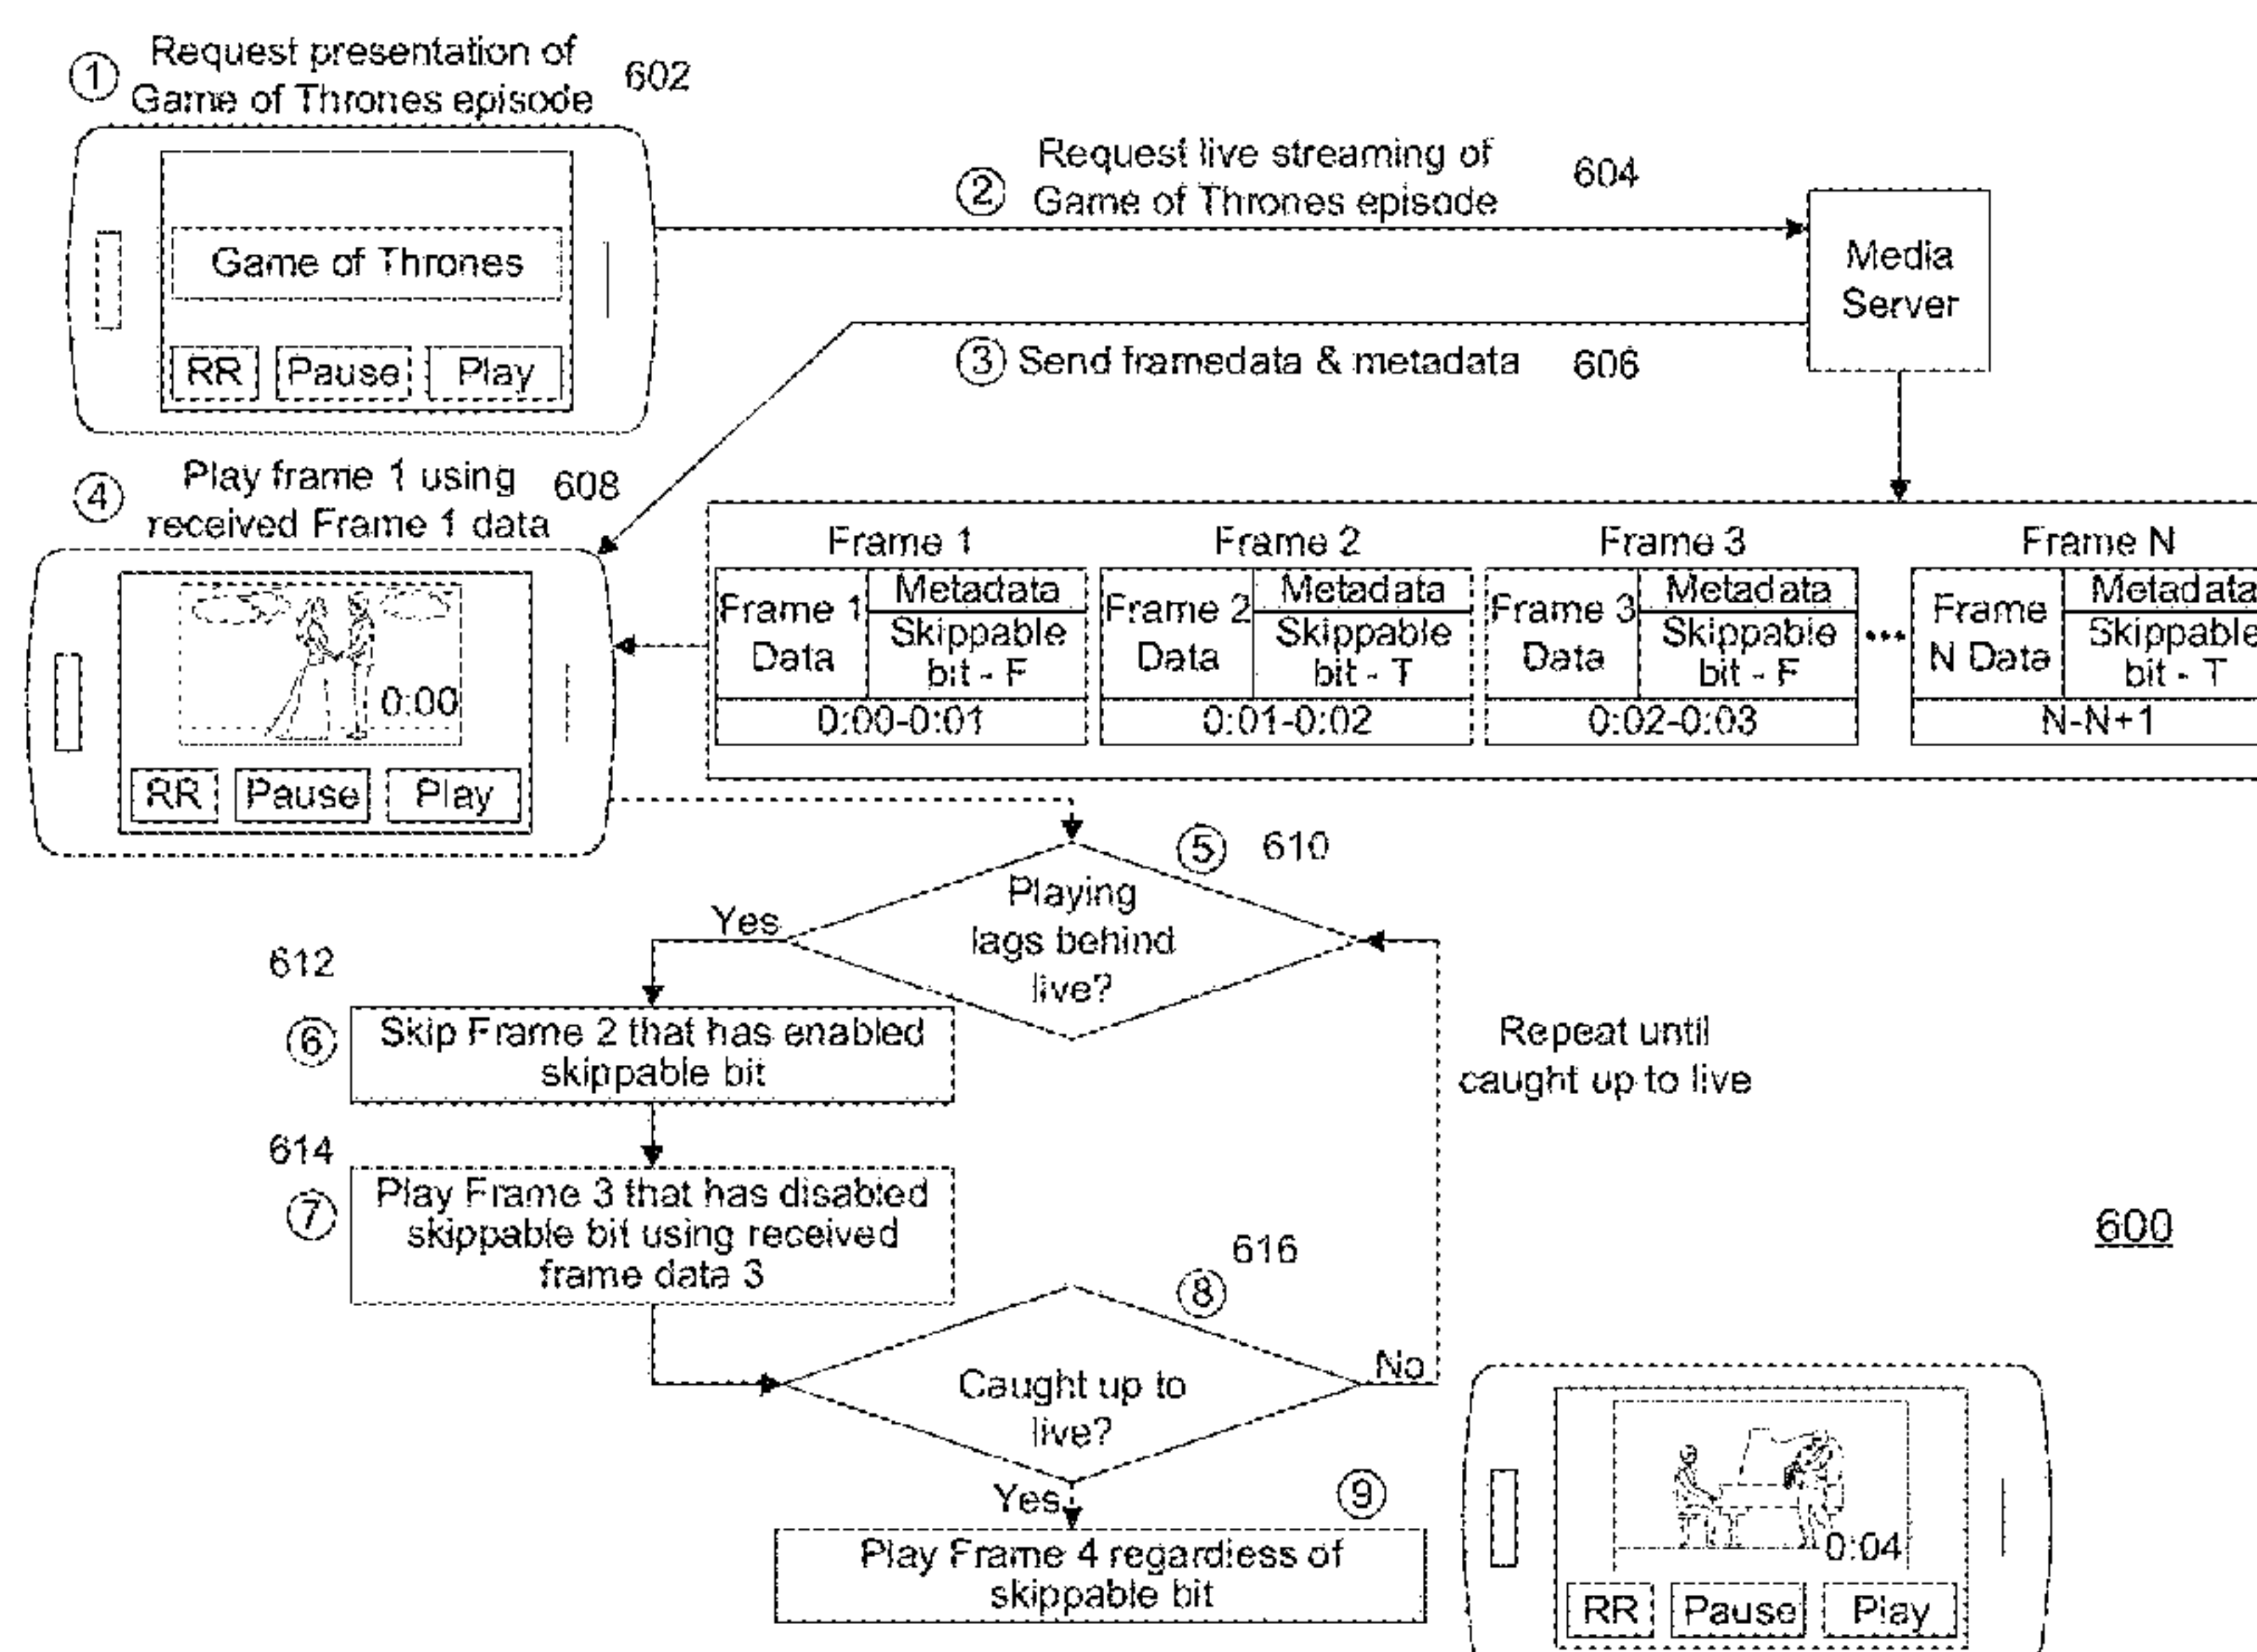 ① Request presentation of
Game of Thrones episode
602
Game of Thrones
RR Pause Play
② Request live streaming of
Game of Thrones episode
604
Media
Server
③ Send framedata & metadata
606
④ Play frame 1 using
received Frame 1 data
608
0:00
RR Pause Play
Frame 1
Frame 1
Data
Metadata
Skippable
bit - F
0:00-0:01
Frame 2
Frame 2
Data
Metadata
Skippable
bit - T
0:01-0:02
Frame 3
Frame 3
Data
Metadata
Skippable
bit - F
0:02-0:03
•••
Frame N
Frame
N Data
Metadata
Skippable
bit - T
N-N+1
⑤ 610
Playing
lags behind
live?
Yes
612
⑥ Skip Frame 2 that has enabled
skippable bit
614
⑦ Play Frame 3 that has disabled
skippable bit using received
frame data 3
Repeat until
caught up to live
616
⑧
Caught up to
live?
No
Yes
⑨
Play Frame 4 regardless of
skippable bit
600
0:04
RR Pause Play